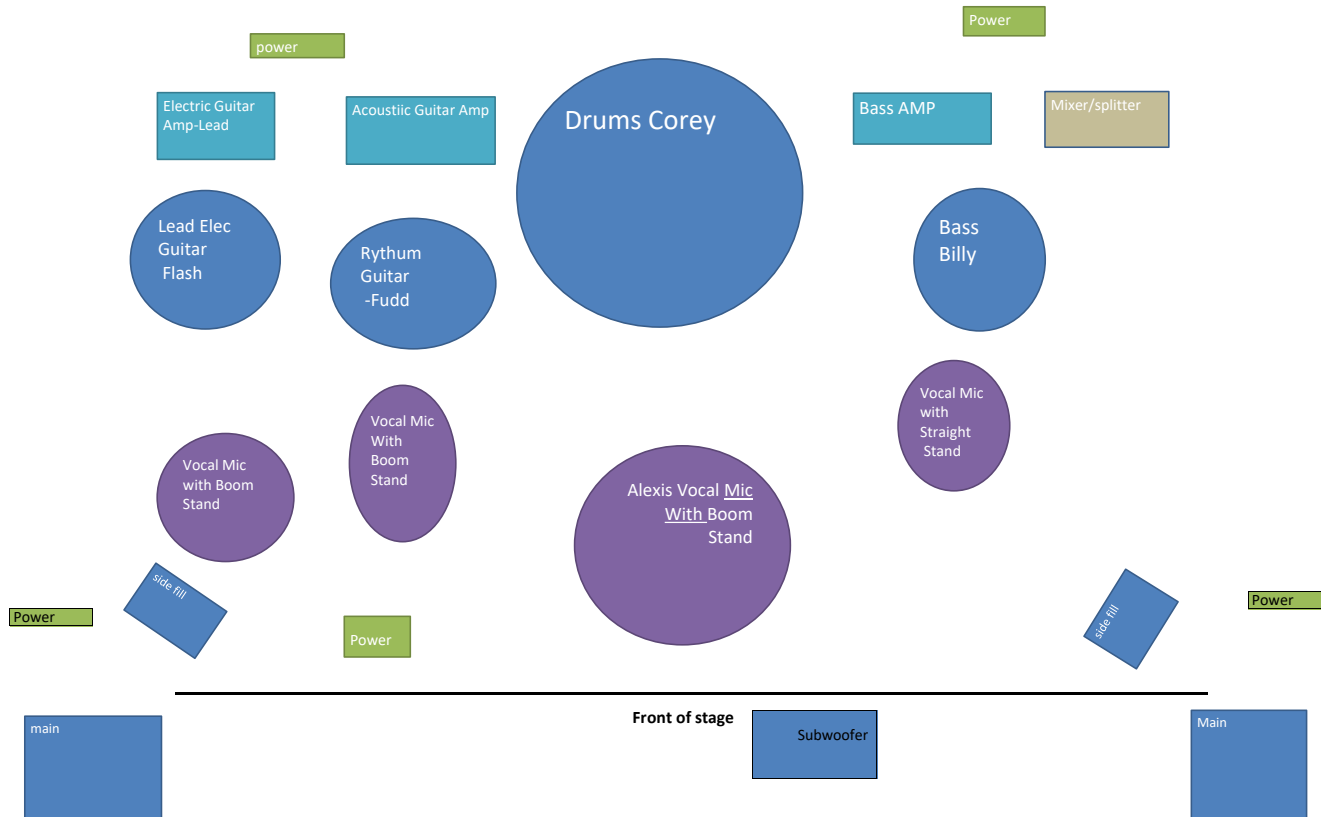 power
Power
Electric Guitar
Amp-Lead
Acoustiic Guitar Amp
Drums Corey
Bass AMP
Mixer/splitter
Lead Elec
Guitar
Flash
Rythum
Guitar
-Fudd
Bass
Billy
Vocal Mic
with Boom
Stand
Vocal Mic
With
Boom
Stand
Alexis Vocal Mic
With Boom
Stand
Vocal Mic
with
Straight
Stand
side fill
side fill
Power
Power
Power
Front of stage
main
Subwoofer
Main